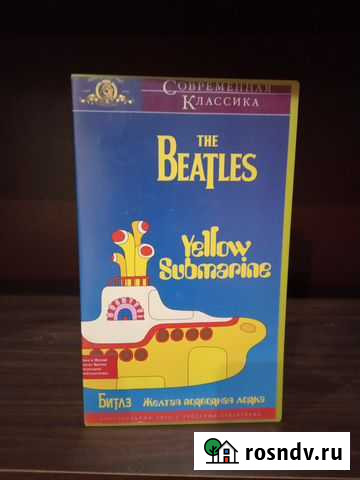 СОВРЕМЕННАЯ
КЛАССИКА
THE
BEATLES
Yellow
Submarine
БИТЛЗ Желтая подводная лодка
rosndv.ru